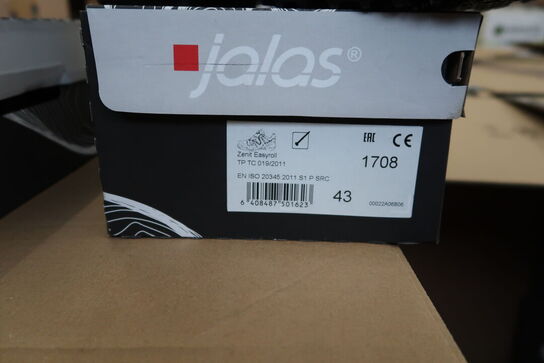 jalas®
Zenit Easyroll
TP TC 019/2011
EAC CE
1708
EN ISO 20345 2011 S1 P SRC
6 408487 501623
43
00022A06B06